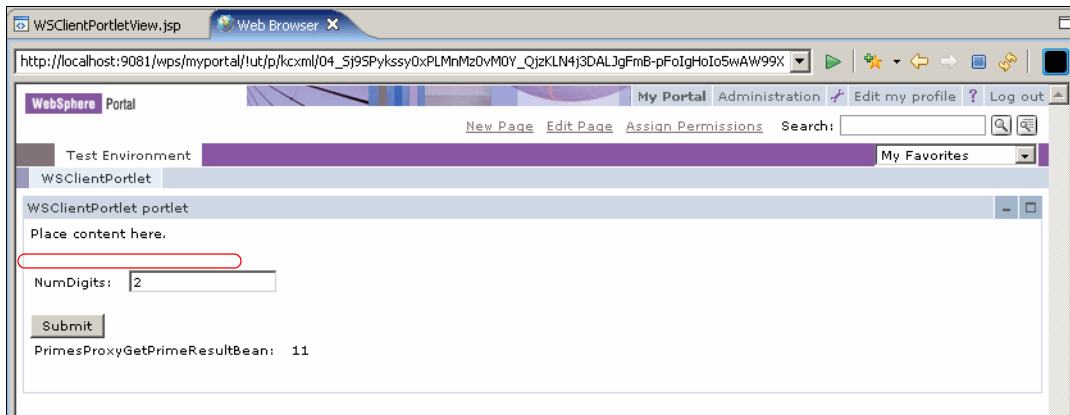 WSClientPortletView.jsp Web Browser
http://localhost:9081/wps/myportal/!ut/p/kcxml/04_Sj9SPykssy0xPLMnMz0vM0Y_QjzKLN4j3DALJgFmB-pFoIgHoIo5wAW99X
WebSphere Portal My Portal Administration Edit my profile ? Log out
New Page Edit Page Assign Permissions Search:
Test Environment My Favorites
WSClientPortlet
WSClientPortlet portlet
Place content here.
NumDigits: 2
Submit
PrimesProxyGetPrimeResultBean: 11